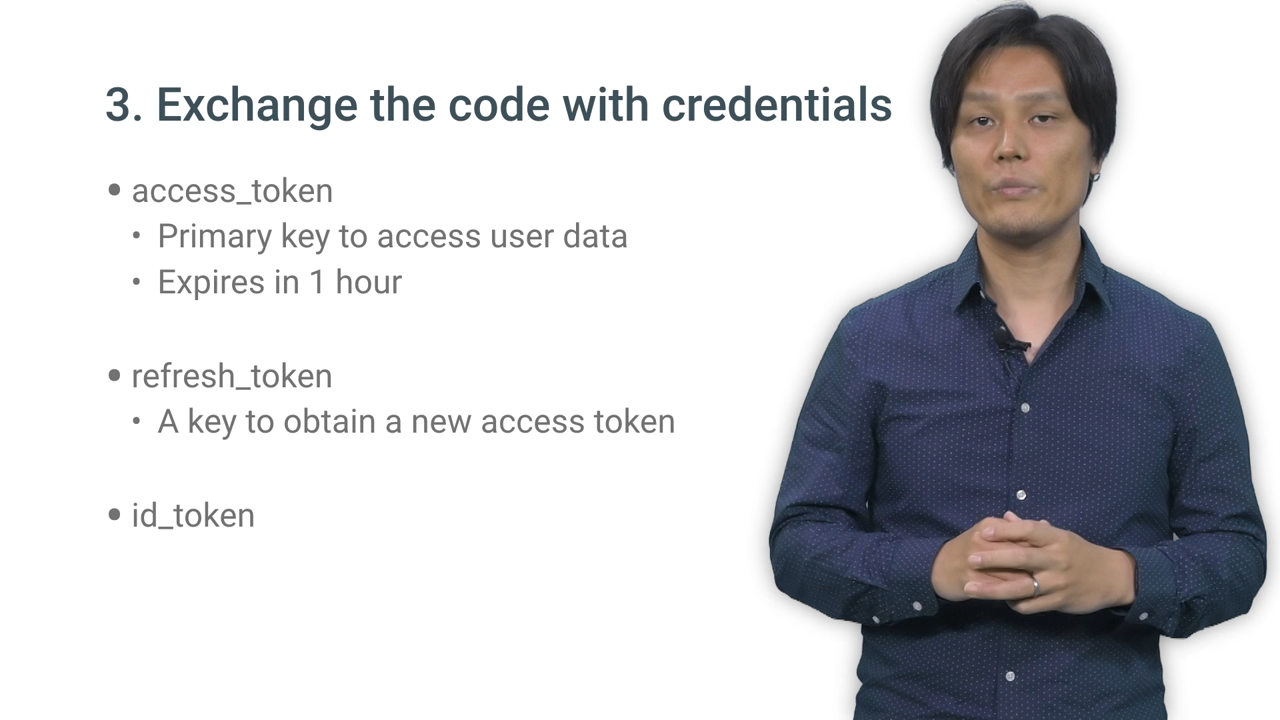 3. Exchange the code with credentials
• access_token
• Primary key to access user data
• Expires in 1 hour
• refresh_token
• A key to obtain a new access token
• id_token